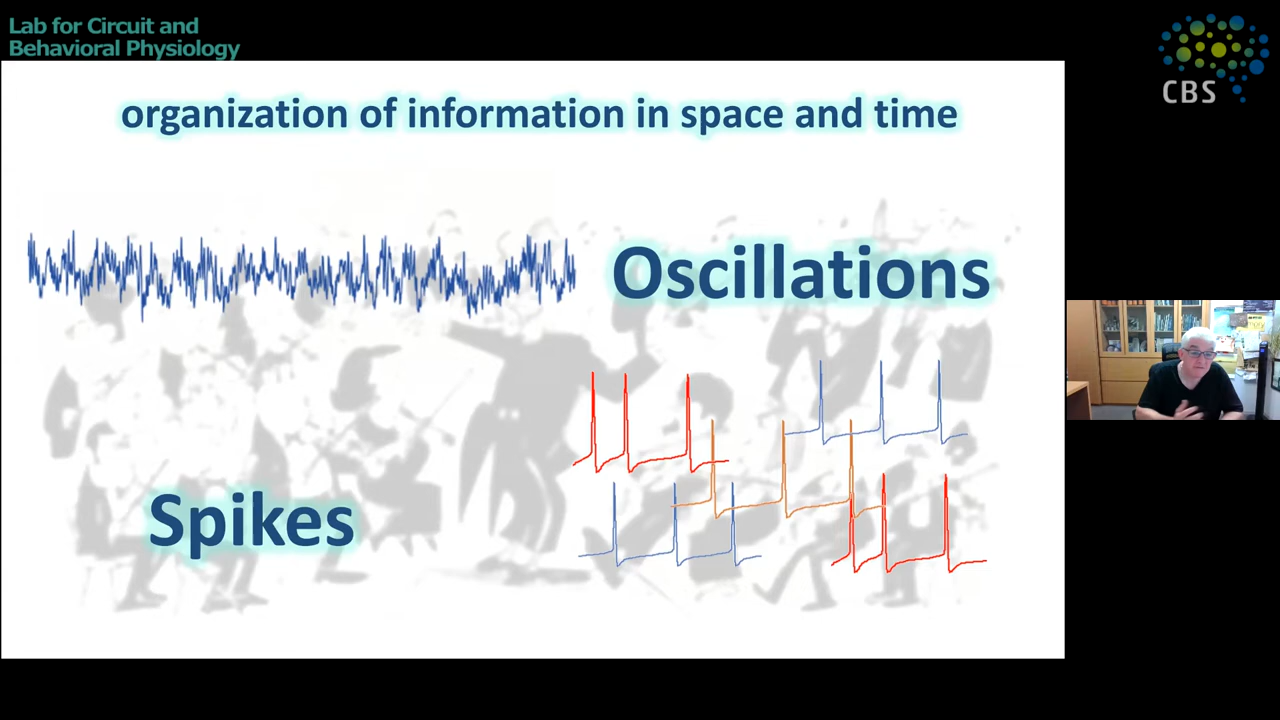 Lab for Circuit and
Behavioral Physiology
CBS
organization of information in space and time
Oscillations
Spikes